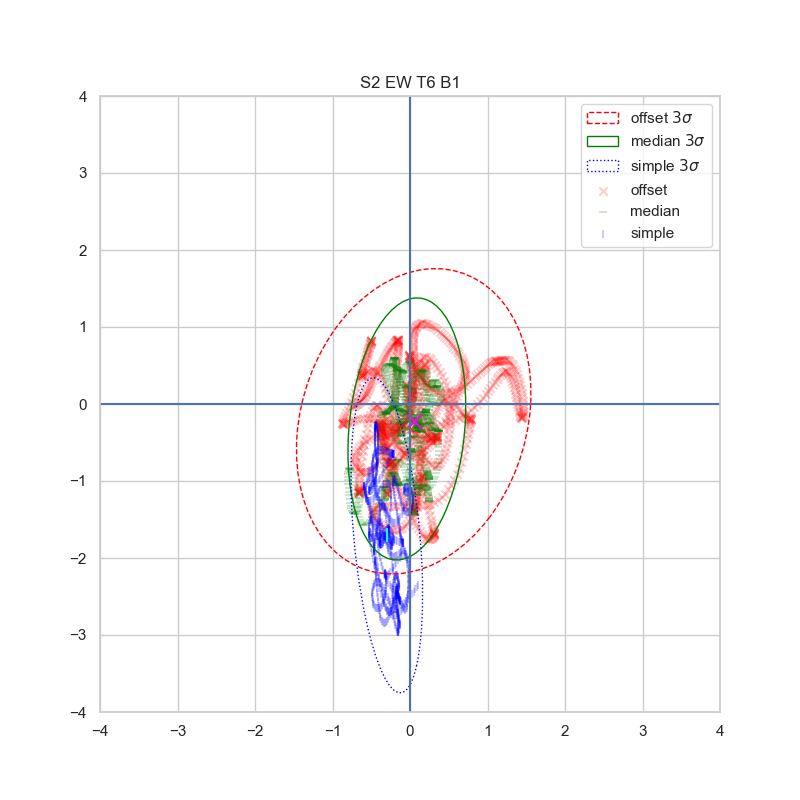 S2 EW T6 B1
offset 3σ
median 3σ
simple 3σ
offset
median
simple
4
3
2
1
0
−1
−2
−3
−4
−4 −3 −2 −1 0 1 2 3 4